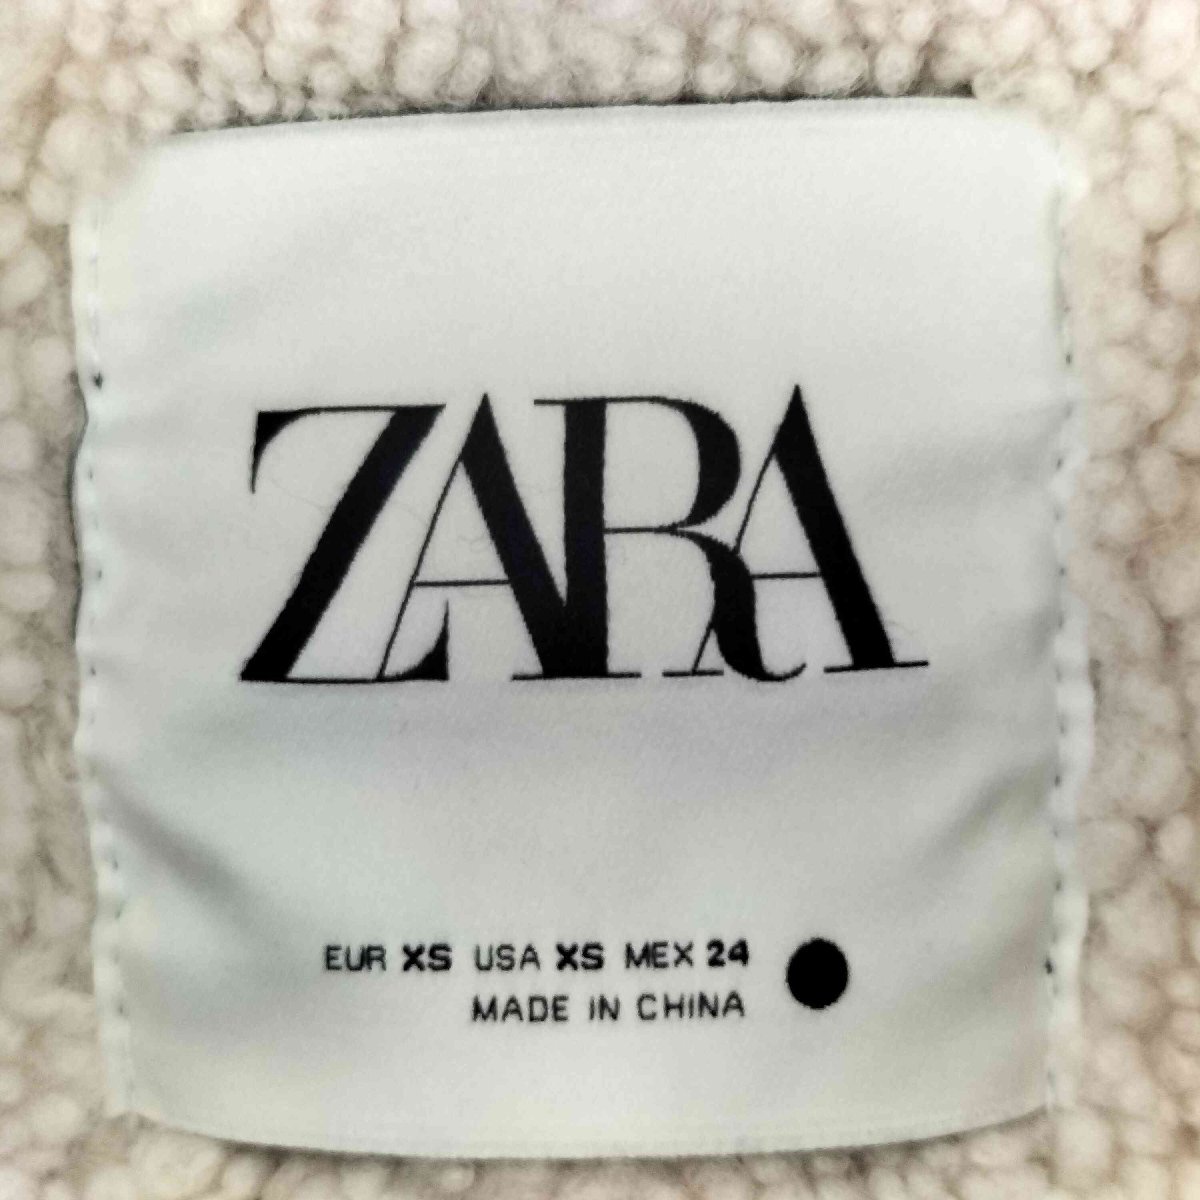 ZARA
EUR XS USA XS MEX 24
MADE IN CHINA